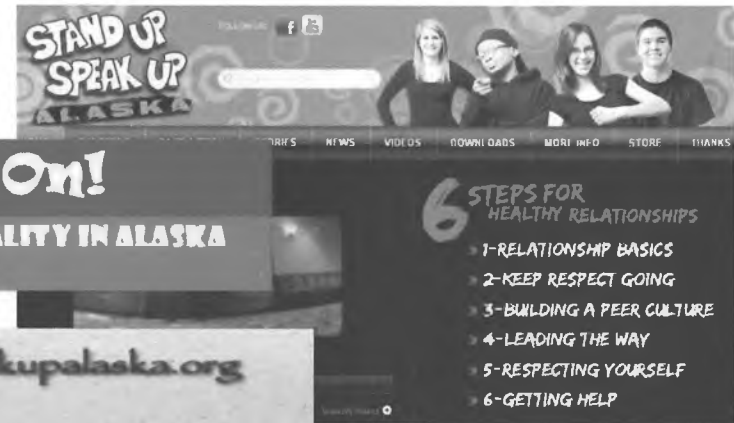 STAND UP
SPEAK UP
ALASKA
FOLLOW US
NEWS VIDEOS DOWNLOADS MORE INFO STORE THANKS
On!
IN ALASKA
6 STEPS FOR
HEALTHY RELATIONSHIPS
1-RELATIONSHIP BASICS
2-KEEP RESPECT GOING
3-BUILDING A PEER CULTURE
4-LEADING THE WAY
5-RESPECTING YOURSELF
6-GETTING HELP
kupalaska.org